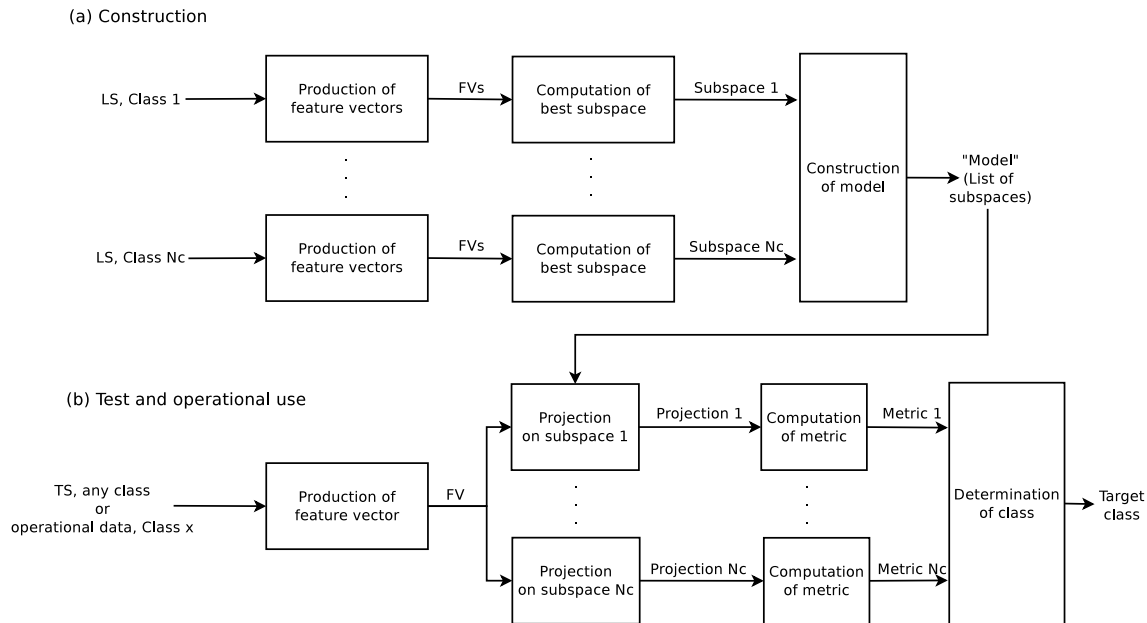 (a) Construction
LS, Class 1
Production of
feature vectors
FVs
Computation of
best subspace
Subspace 1
Construction
of model
"Model"
(List of
subspaces)
LS, Class Nc
Production of
feature vectors
FVs
Computation of
best subspace
Subspace Nc
(b) Test and operational use
TS, any class
or
operational data, Class x
Production of
feature vector
FV
Projection
on subspace 1
Projection 1
Computation
of metric
Metric 1
Projection
on subspace Nc
Projection Nc
Computation
of metric
Metric Nc
Determination
of class
Target
class